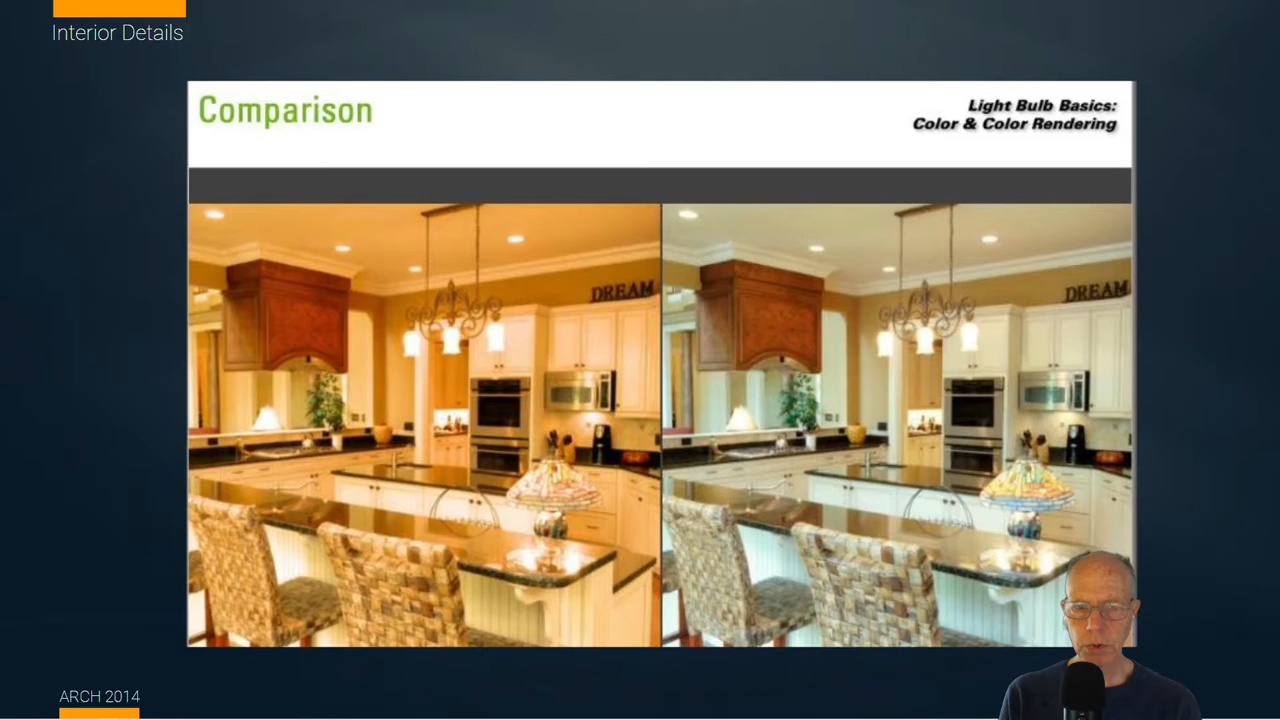 Interior Details
Comparison
Light Bulb Basics:
Color & Color Rendering
DREAM
DREAM
ARCH 2014